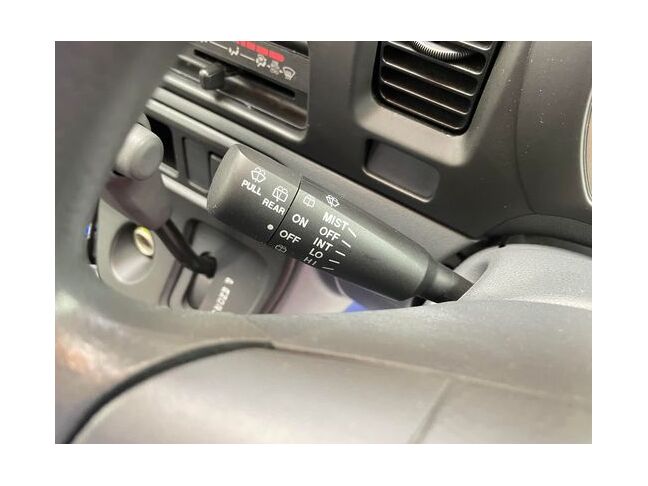 PULL
REAR
ON
OFF
MIST
OFF
INT
LO
HI